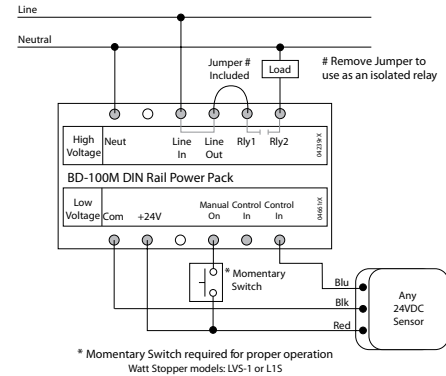 Line
Neutral
Jumper #
Included
Load
# Remove Jumper to
use as an isolated relay
High
Voltage
Neut
Line
In
Line
Out
Rly1
Rly2
04239rX
BD-100M DIN Rail Power Pack
Low
Voltage
Com
+24V
Manual
On
Control
In
Control
In
04661rX
* Momentary
Switch
Blu
Blk
Red
Any
24VDC
Sensor
* Momentary Switch required for proper operation
Watt Stopper models: LVS-1 or L1S